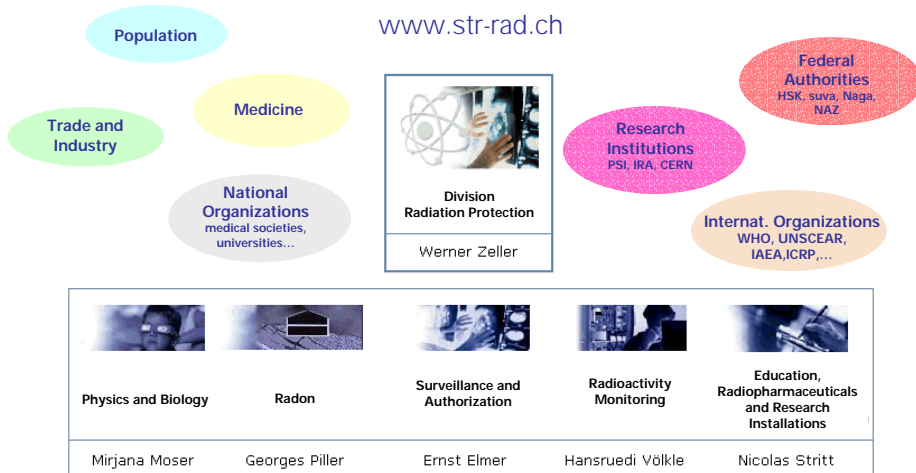 www.str-rad.ch
Population
Medicine
Trade and
Industry
National
Organizations
medical societies,
universities...
Division
Radiation Protection
Werner Zeller
Research
Institutions
PSI, IRA, CERN
Federal
Authorities
HSK, suva, Naga,
NAZ
Internat. Organizations
WHO, UNSCEAR,
IAEA,ICRP,...
Physics and Biology
Mirjana Moser
Radon
Georges Piller
Surveillance and
Authorization
Ernst Elmer
Radioactivity
Monitoring
Hansruedi Völkle
Education,
Radiopharmaceuticals
and Research
Installations
Nicolas Stritt